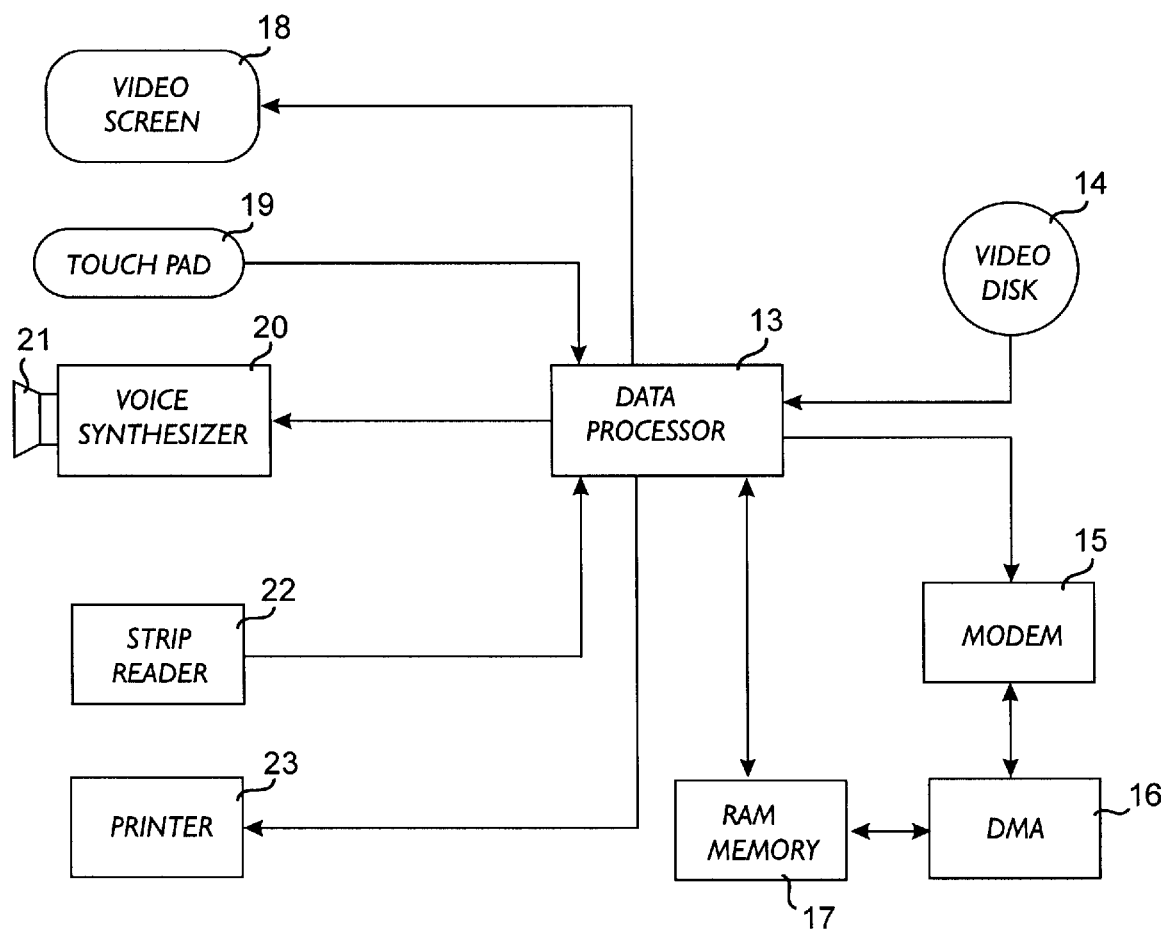 18
VIDEO
SCREEN
19
TOUCH PAD
14
VIDEO
DISK
21
20
VOICE
SYNTHESIZER
13
DATA
PROCESSOR
15
MODEM
22
STRIP
READER
23
PRINTER
RAM
MEMORY
17
16
DMA